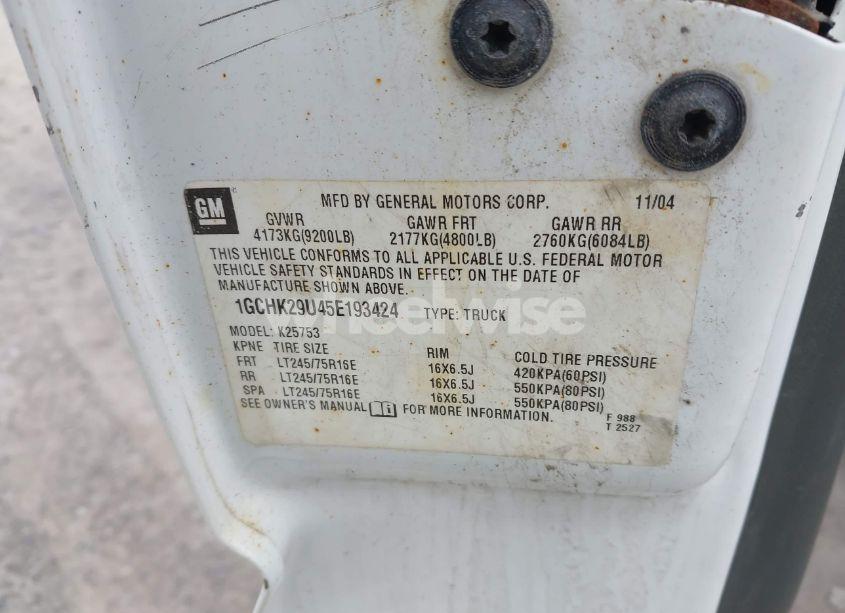 GM MFD BY GENERAL MOTORS CORP. 11/04
GVWR GAWR FRT GAWR RR
4173KG(9200LB) 2177KG(4800LB) 2760KG(6084LB)
THIS VEHICLE CONFORMS TO ALL APPLICABLE U.S. FEDERAL MOTOR
VEHICLE SAFETY STANDARDS IN EFFECT ON THE DATE OF
MANUFACTURE SHOWN ABOVE.
1GCHK29U45E193424 TYPE: TRUCK
MODEL: K25753
KPNE TIRE SIZE RIM COLD TIRE PRESSURE
FRT LT245/75R16E 16X6.5J 420KPA(60PSI)
RR LT245/75R16E 16X6.5J 550KPA(80PSI)
SPA LT245/75R16E 16X6.5J 550KPA(80PSI)
SEE OWNER'S MANUAL FOR MORE INFORMATION.
F 988
T 2527
wheelwise